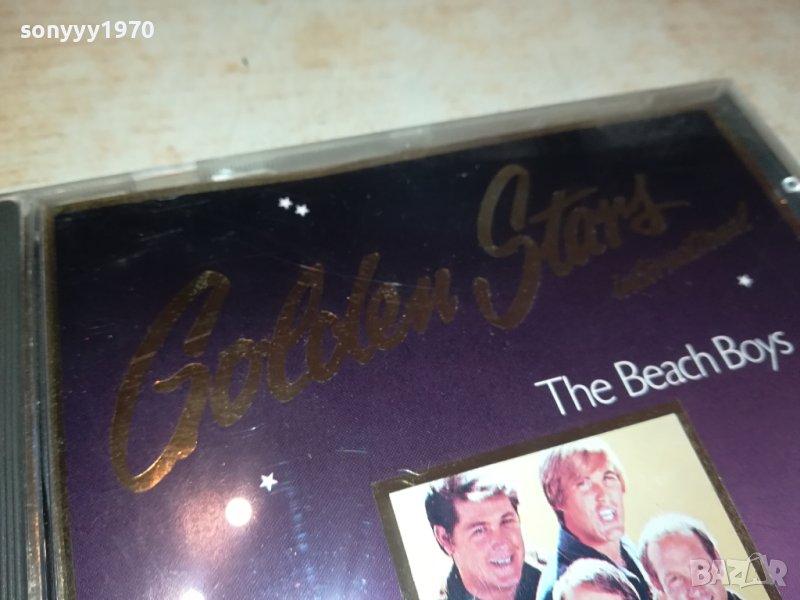 sonyyy1970
Golden Stars
international
The Beach Boys
BAZAR